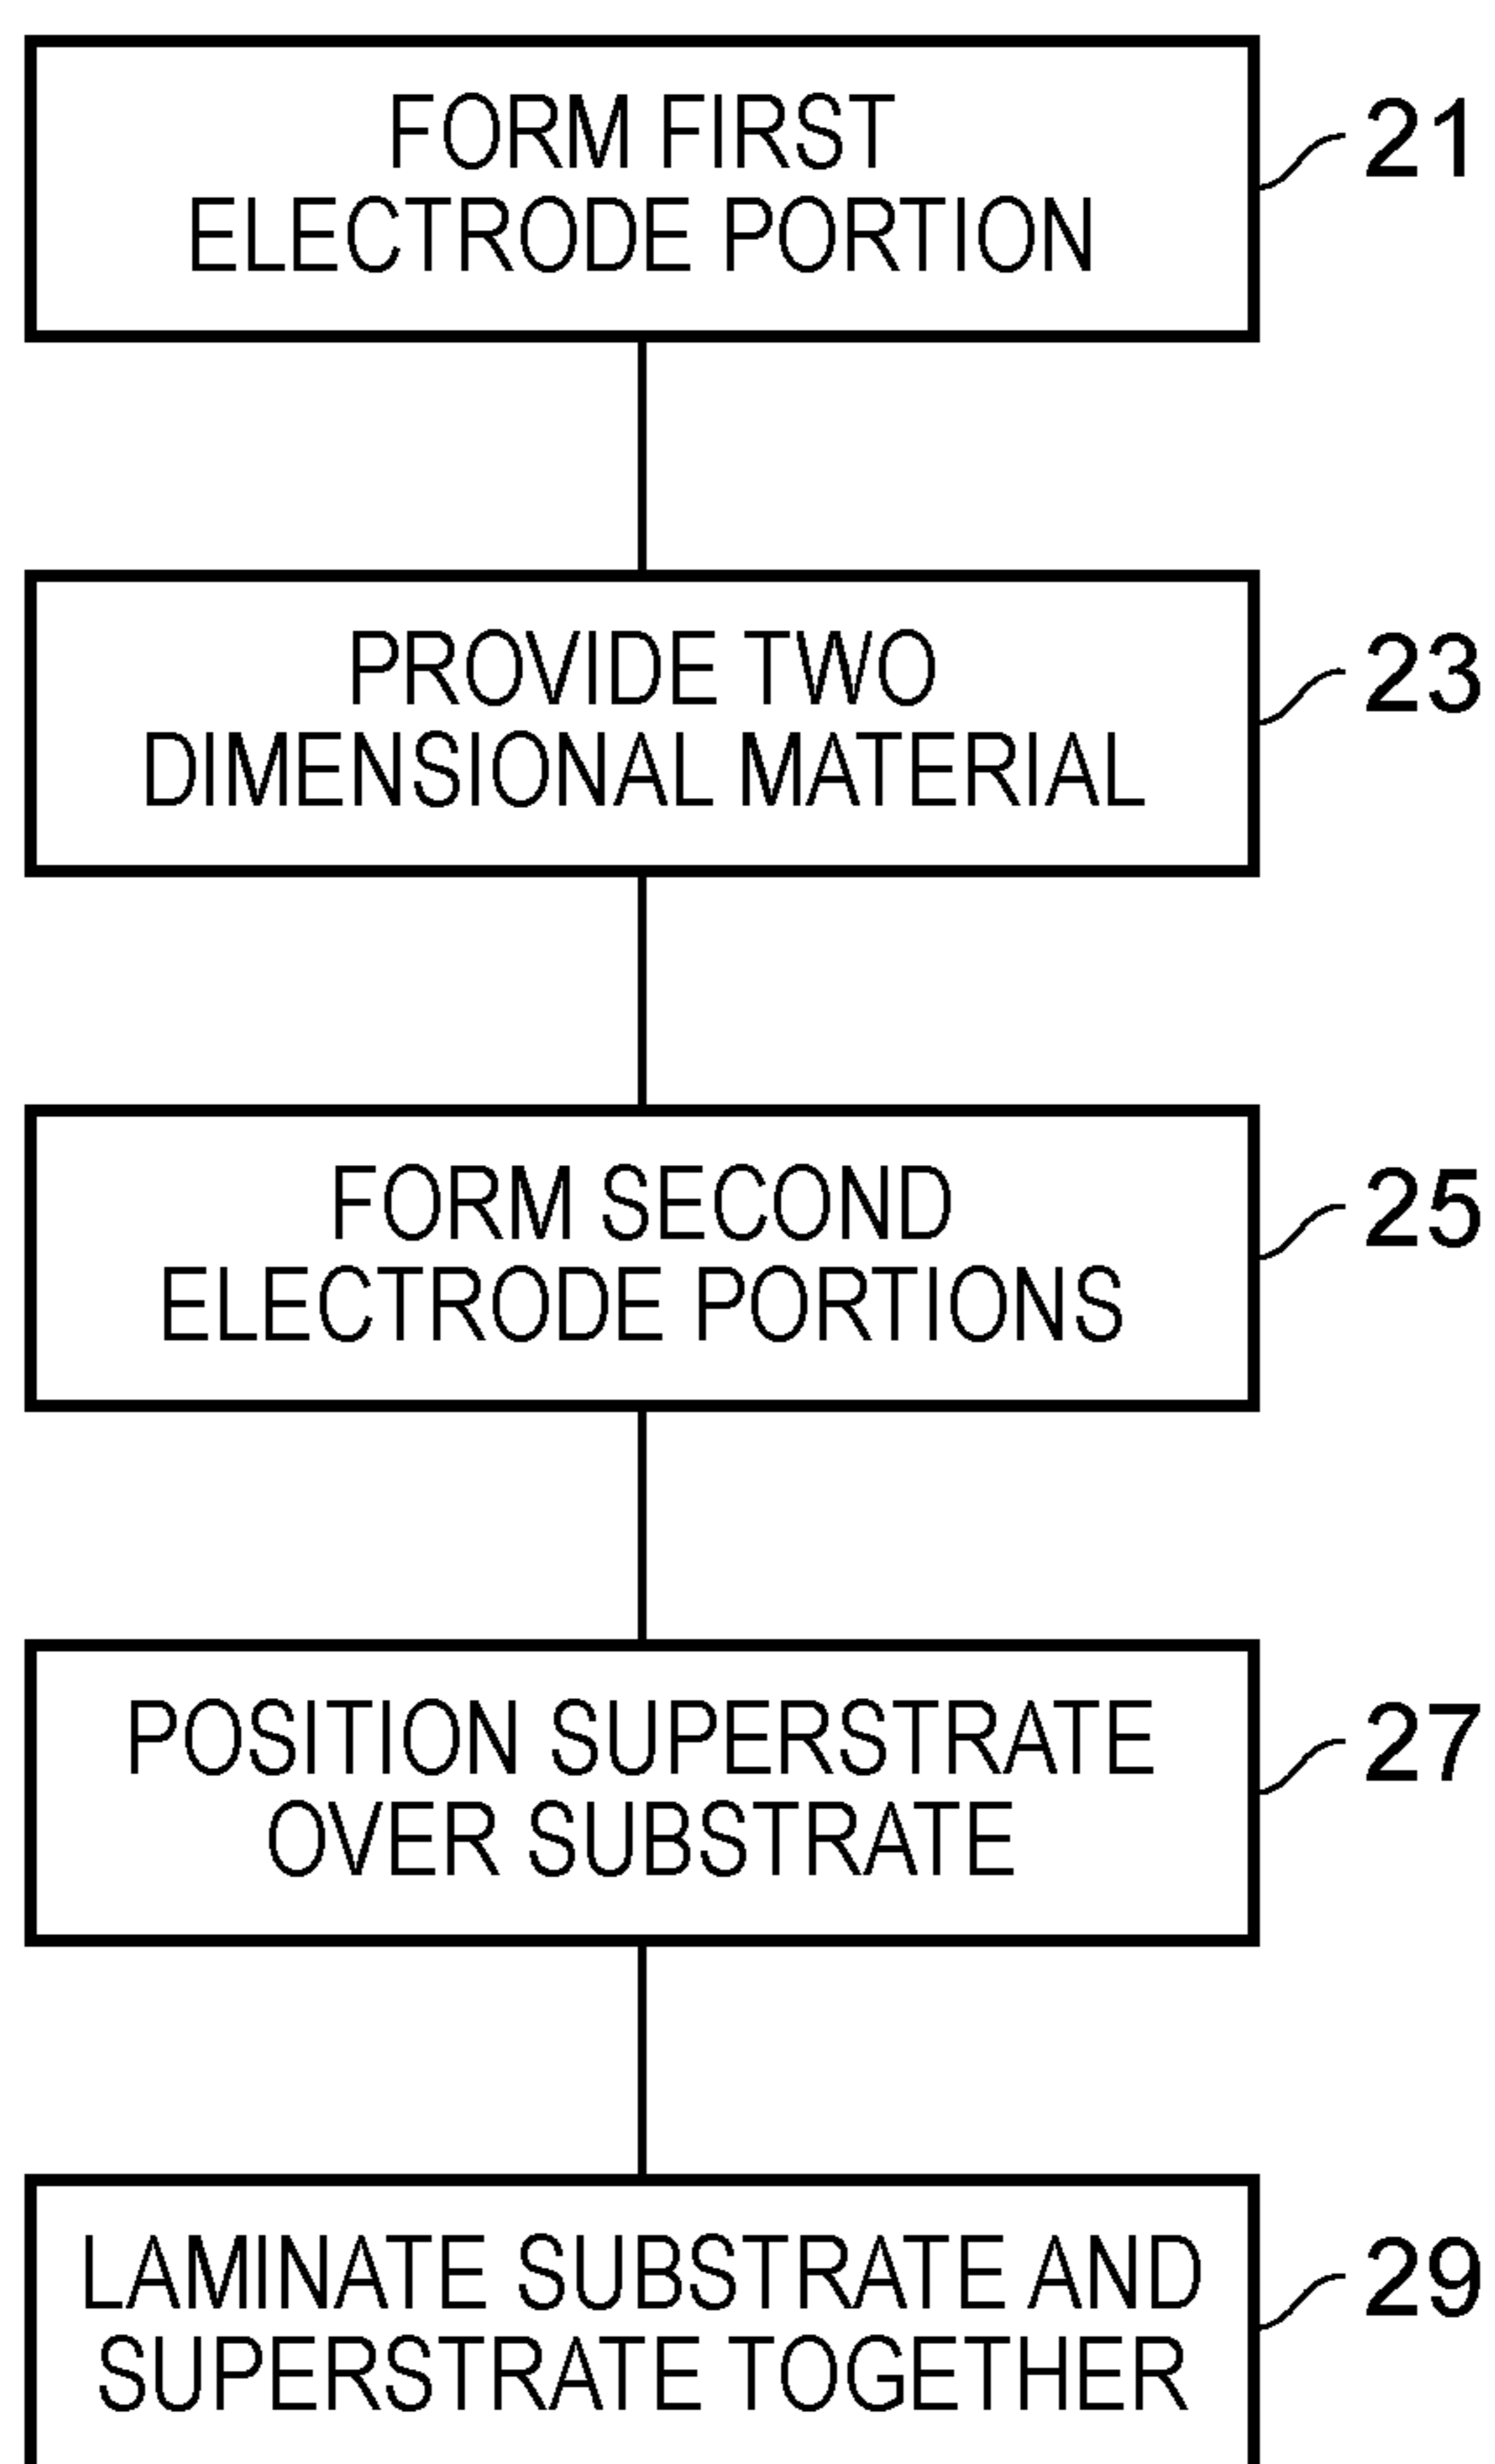 FORM FIRST
ELECTRODE PORTION
21
PROVIDE TWO
DIMENSIONAL MATERIAL
23
FORM SECOND
ELECTRODE PORTIONS
25
POSITION SUPERSTRATE
OVER SUBSTRATE
27
LAMINATE SUBSTRATE AND
SUPERSTRATE TOGETHER
29